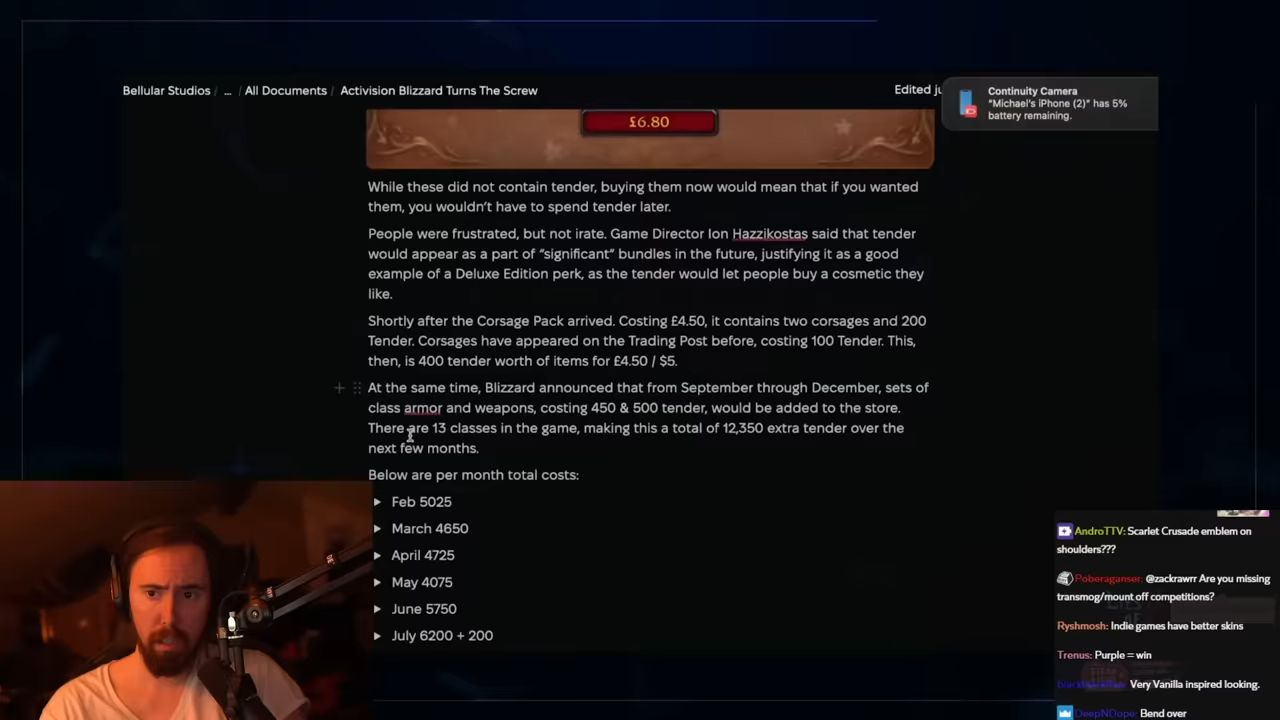 Bellular Studios / ... / All Documents / Activision Blizzard Turns The Screw
Edited ju
Continuity Camera
"Michael's iPhone (2)" has 5%
battery remaining.
£6.80
While these did not contain tender, buying them now would mean that if you wanted
them, you wouldn't have to spend tender later.
People were frustrated, but not irate. Game Director Ion Hazzikostas said that tender
would appear as a part of "significant" bundles in the future, justifying it as a good
example of a Deluxe Edition perk, as the tender would let people buy a cosmetic they
like.
Shortly after the Corsage Pack arrived. Costing £4.50, it contains two corsages and 200
Tender. Corsages have appeared on the Trading Post before, costing 100 Tender. This,
then, is 400 tender worth of items for £4.50 / $5.
At the same time, Blizzard announced that from September through December, sets of
class armor and weapons, costing 450 & 500 tender, would be added to the store.
There are 13 classes in the game, making this a total of 12,350 extra tender over the
next few months.
Below are per month total costs:
Feb 5025
March 4650
April 4725
May 4075
June 5750
July 6200 + 200
AndroTTV: Scarlet Crusade emblem on
shoulders???
Poberaganser: @zackrawrr Are you missing
transmog/mount off competitions?
Ryshmosh: Indie games have better skins
Trenus: Purple = win
Very Vanilla inspired looking.
DeepNDope: Bend over